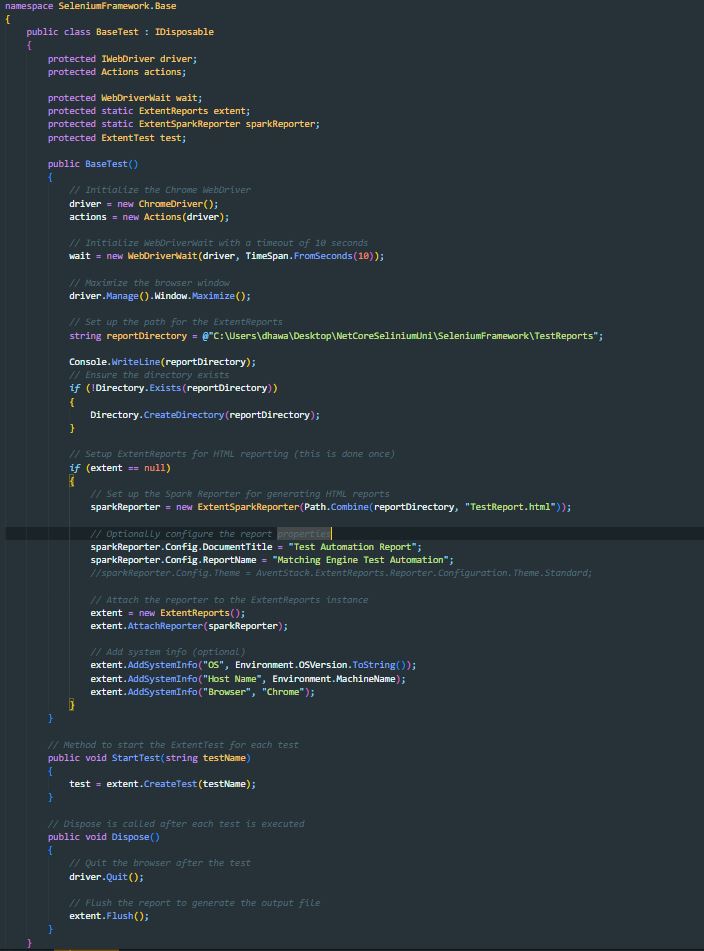 namespace SeleniumFramework.Base
{
    public class BaseTest : IDisposable
    {
        protected IWebDriver driver;
        protected Actions actions;

        protected WebDriverWait wait;
        protected static ExtentReports extent;
        protected static ExtentSparkReporter sparkReporter;
        protected ExtentTest test;

        public BaseTest()
        {
            // Initialize the Chrome WebDriver
            driver = new ChromeDriver();
            actions = new Actions(driver);

            // Initialize WebDriverWait with a timeout of 10 seconds
            wait = new WebDriverWait(driver, TimeSpan.FromSeconds(10));

            // Maximize the browser window
            driver.Manage().Window.Maximize();

            // Set up the path for the ExtentReports
            string reportDirectory = @"C:\Users\dhawa\Desktop\NetCoreSeliniumUni\SeleniumFramework\TestReports";

            Console.WriteLine(reportDirectory);
            // Ensure the directory exists
            if (!Directory.Exists(reportDirectory))
            {
                Directory.CreateDirectory(reportDirectory);
            }

            // Setup ExtentReports for HTML reporting (this is done once)
            if (extent == null)
            {
                // Set up the Spark Reporter for generating HTML reports
                sparkReporter = new ExtentSparkReporter(Path.Combine(reportDirectory, "TestReport.html"));

                // Optionally configure the report properties
                sparkReporter.Config.DocumentTitle = "Test Automation Report";
                sparkReporter.Config.ReportName = "Matching Engine Test Automation";
                //sparkReporter.Config.Theme = AventStack.ExtentReports.Reporter.Configuration.Theme.Standard;

                // Attach the reporter to the ExtentReports instance
                extent = new ExtentReports();
                extent.AttachReporter(sparkReporter);

                // Add system info (optional)
                extent.AddSystemInfo("OS", Environment.OSVersion.ToString());
                extent.AddSystemInfo("Host Name", Environment.MachineName);
                extent.AddSystemInfo("Browser", "Chrome");
            }
        }

        // Method to start the ExtentTest for each test
        public void StartTest(string testName)
        {
            test = extent.CreateTest(testName);
        }

        // Dispose is called after each test is executed
        public void Dispose()
        {
            // Quit the browser after the test
            driver.Quit();

            // Flush the report to generate the output file
            extent.Flush();
        }
    }